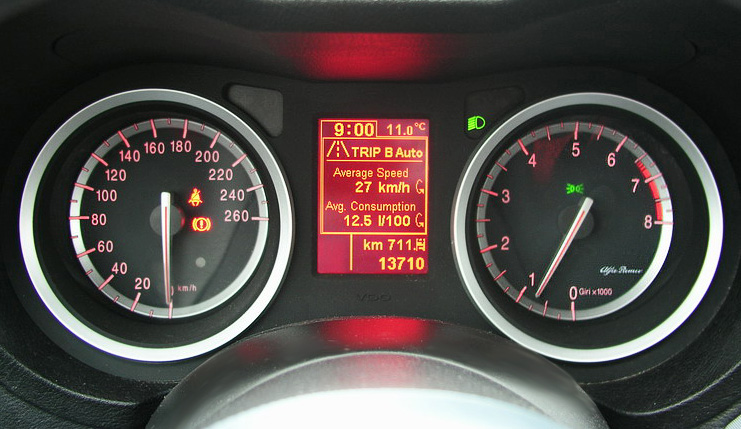 20
40
60
80
100
120
140
160
180
200
220
240
260
km/h
9:00 11.0°C
TRIP B Auto
Average Speed
27 km/h
Avg. Consumption
12.5 l/100
km 711.
13710
VDO
0
1
2
3
4
5
6
7
8
Alfa Romeo
Giri x1000